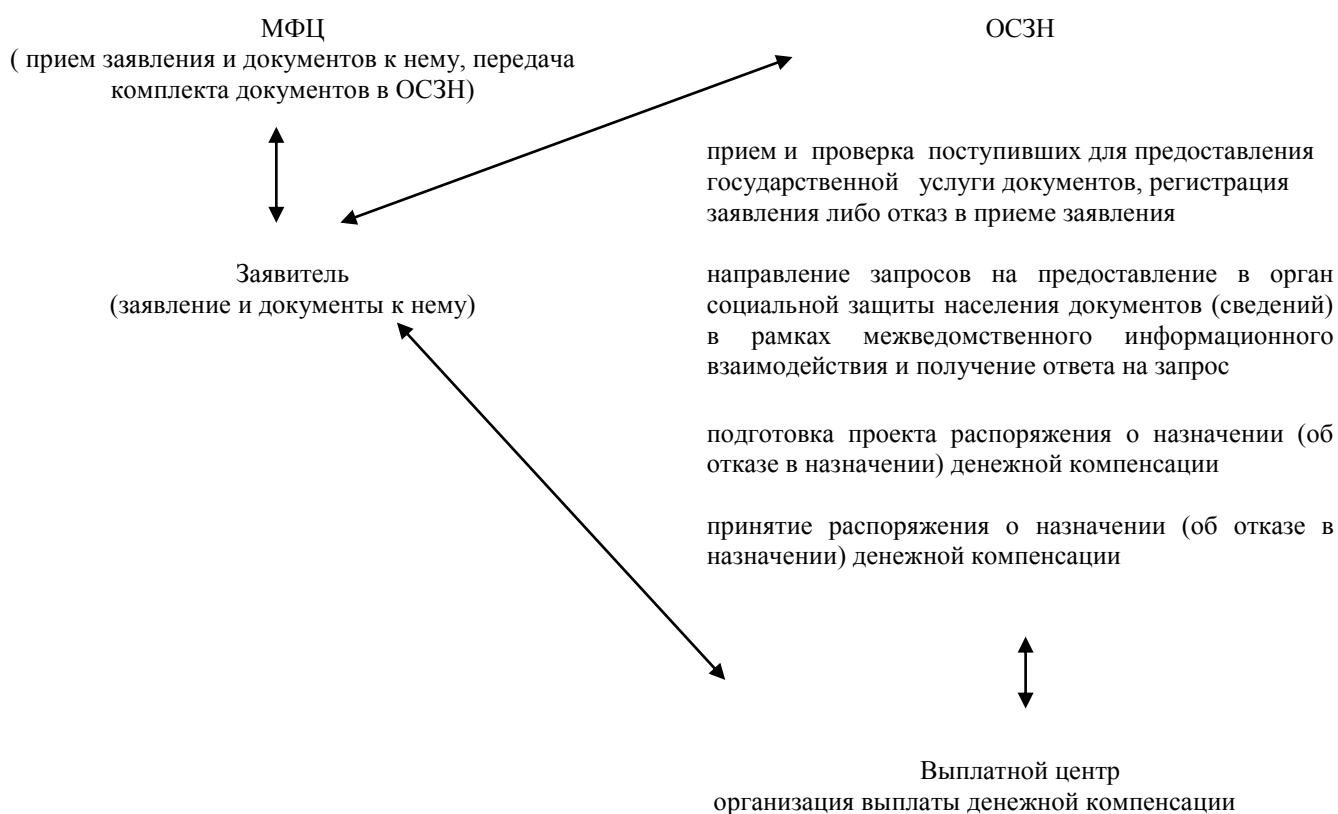 МФЦ
( прием заявления и документов к нему, передача
комплекта документов в ОСЗН)
Заявитель
(заявление и документы к нему)
ОСЗН
прием и проверка поступивших для предоставления
государственной услуги документов, регистрация
заявления либо отказ в приеме заявления
направление запросов на предоставление в орган
социальной защиты населения документов (сведений)
в рамках межведомственного информационного
взаимодействия и получение ответа на запрос
подготовка проекта распоряжения о назначении (об
отказе в назначении) денежной компенсации
принятие распоряжения о назначении (об отказе в
назначении) денежной компенсации
Выплатной центр
организация выплаты денежной компенсации